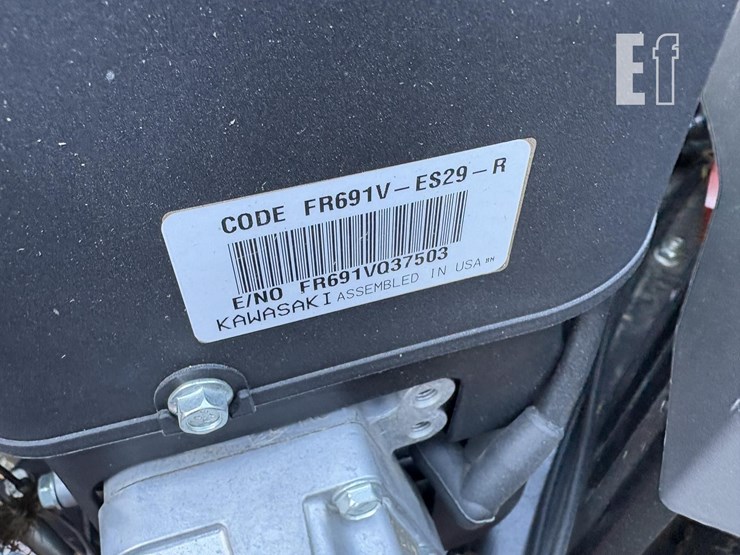 Ef
CODE FR691V-ES29-R
E/NO FR691VQ37503
KAWASAKI ASSEMBLED IN USA